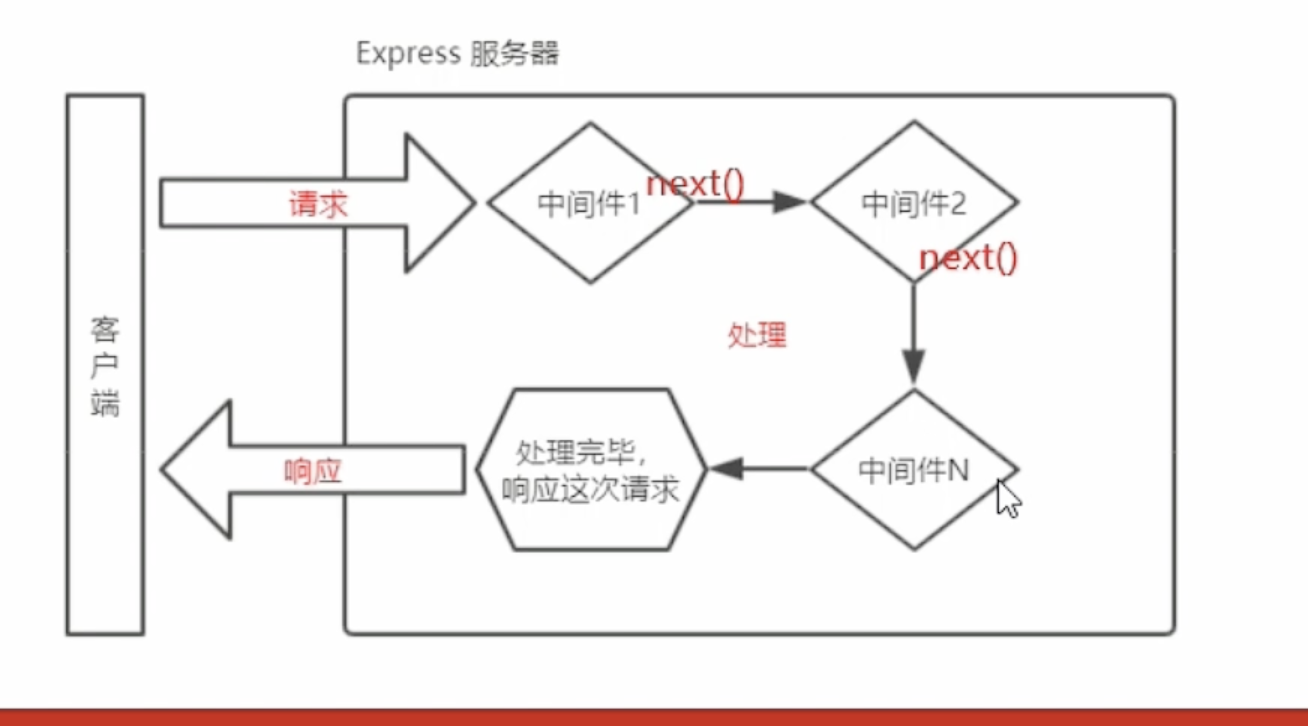 Express 服务器
请求
中间件1
next()
中间件2
next()
处理
客户端
响应
处理完毕，
响应这次请求
中间件N